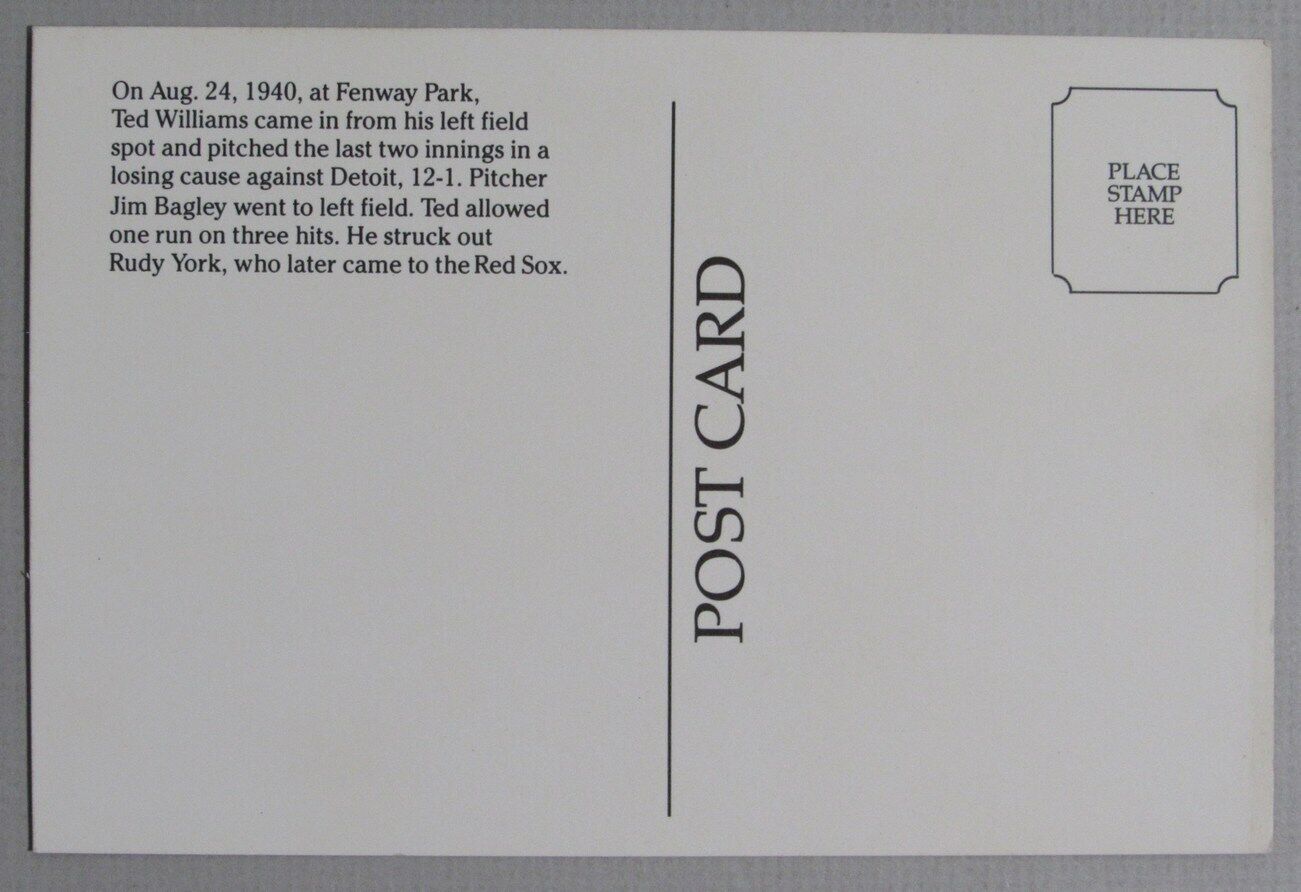 On Aug. 24, 1940, at Fenway Park,
Ted Williams came in from his left field
spot and pitched the last two innings in a
losing cause against Detoit, 12-1. Pitcher
Jim Bagley went to left field. Ted allowed
one run on three hits. He struck out
Rudy York, who later came to the Red Sox.
POST CARD
PLACE
STAMP
HERE